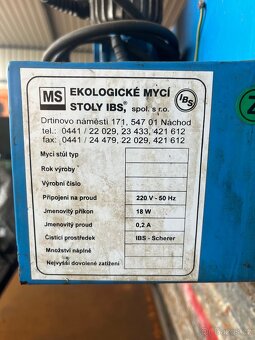 MS EKOLOGICKÉ MYCÍ IBS
STOLY IBS, spol. s r.o.
Drtinovo náměstí 171, 547 01 Náchod
tel.: 0441 / 22 029, 23 433, 421 612
fax: 0441 / 24 479, 22 029, 421 612
Mycí stůl typ
Rok výroby
Výrobní číslo
Připojení na proud 220 V - 50 Hz
Jmenovitý příkon 18 W
Jmenovitý proud 0,2 A
Čistící prostředek IBS - Scherer
Množství náplně
Nejvyšší dovolené zatížení